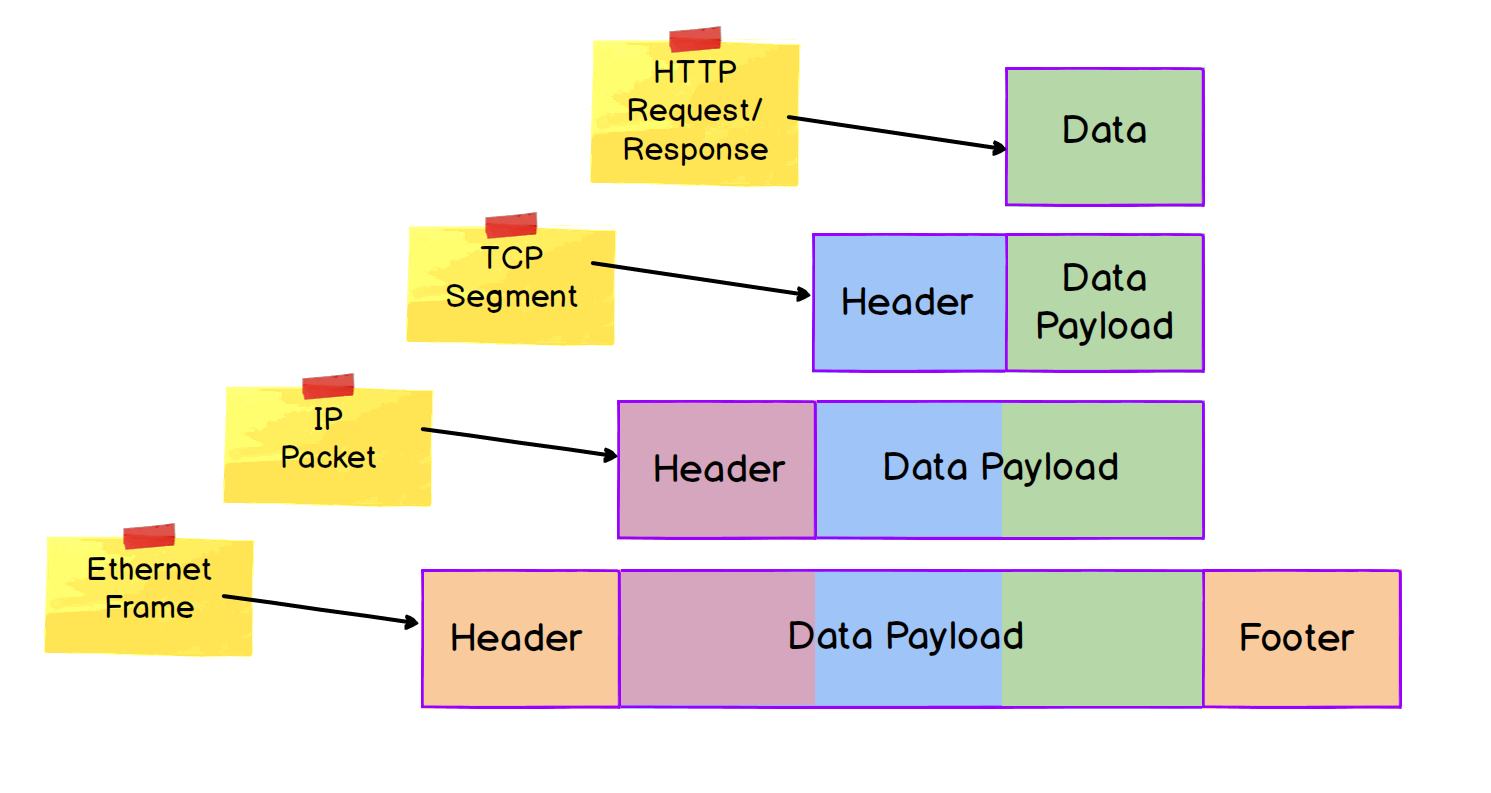 HTTP
Request/
Response
Data
TCP
Segment
Header
Data
Payload
IP
Packet
Header
Data Payload
Ethernet
Frame
Header
Data Payload
Footer